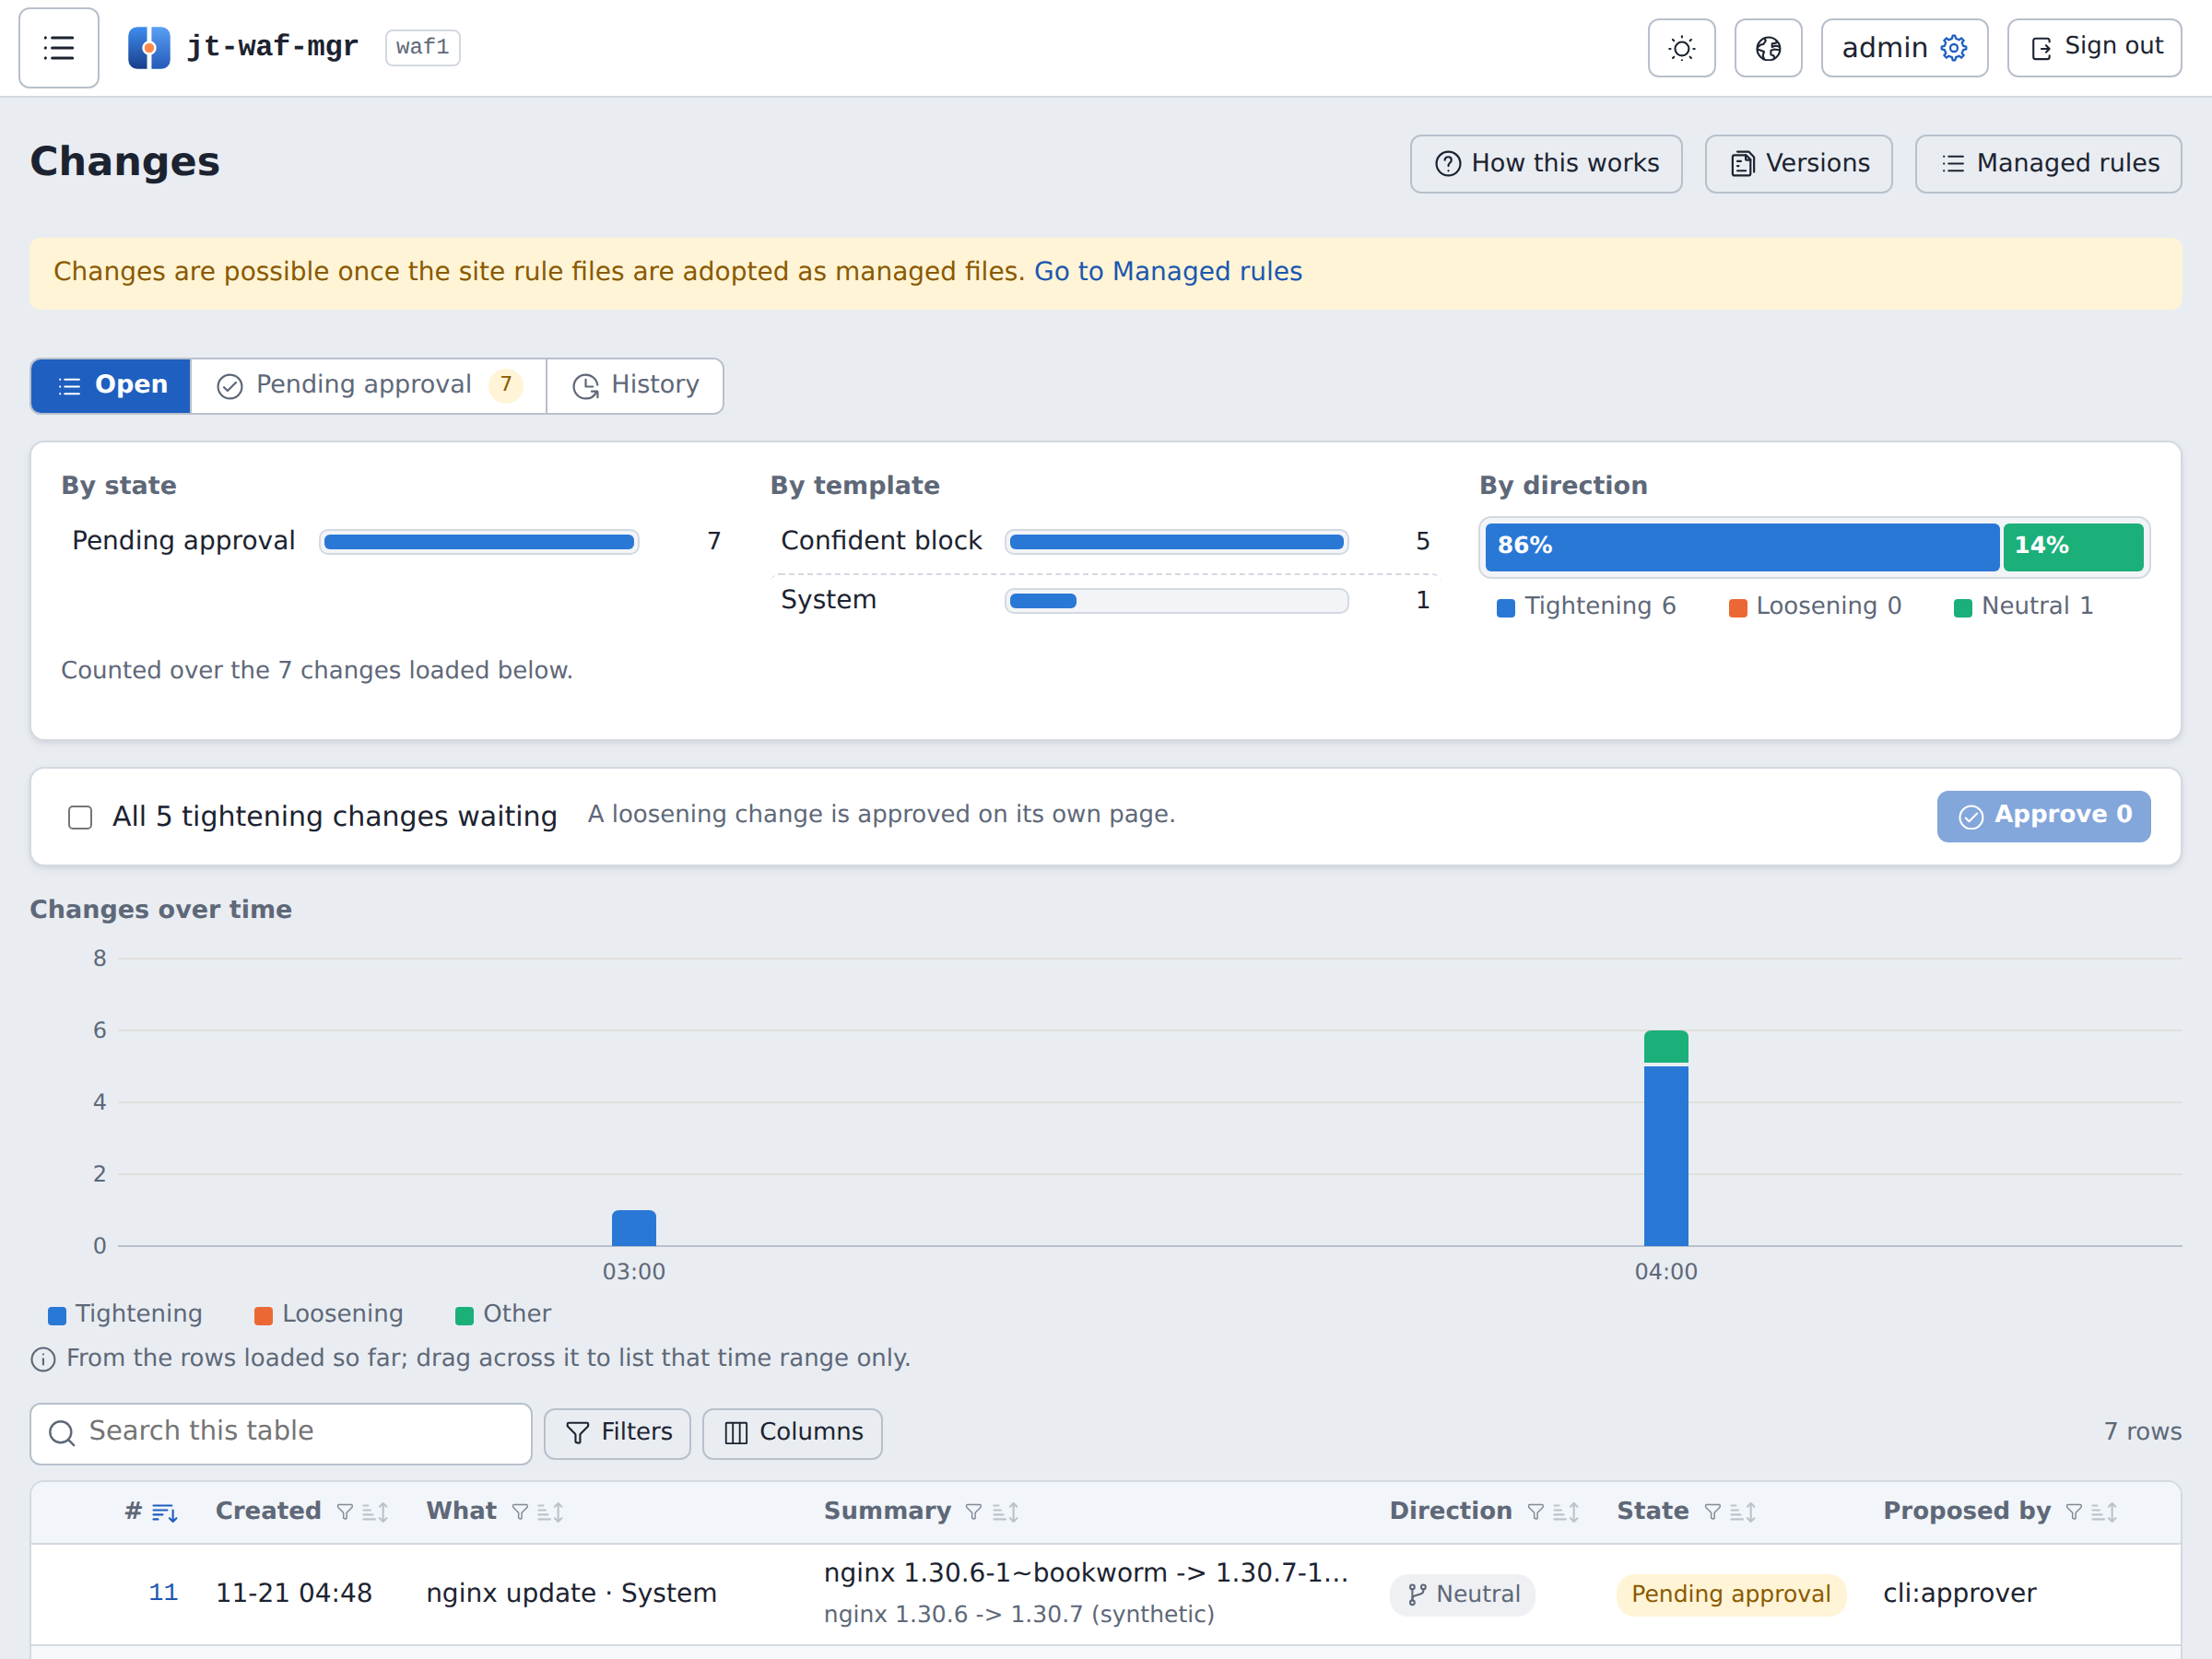 jt-waf-mgr waf1 admin Sign out
Changes How this works Versions Managed rules
Changes are possible once the site rule files are adopted as managed files. Go to Managed rules
Open Pending approval 7 History
By state By template By direction
Pending approval 7 Confident block 5 86% 14%
System 1 Tightening 6 Loosening 0 Neutral 1
Counted over the 7 changes loaded below.
All 5 tightening changes waiting A loosening change is approved on its own page. Approve 0
Changes over time
8
6
4
2
0
03:00 04:00
Tightening Loosening Other
From the rows loaded so far; drag across it to list that time range only.
Search this table Filters Columns 7 rows
# Created What Summary Direction State Proposed by
11 11-21 04:48 nginx update · System nginx 1.30.6-1~bookworm -> 1.30.7-1… Neutral Pending approval cli:approver
nginx 1.30.6 -> 1.30.7 (synthetic)